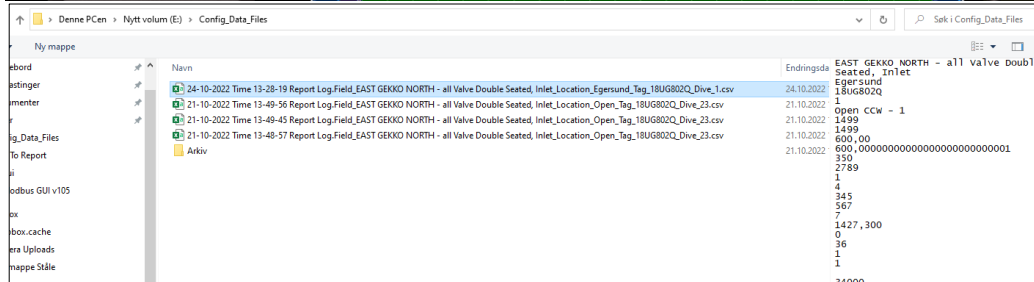 Denne PCen > Nytt volum (E:) > Config_Data_Files
Søk i Config_Data_Files
Ny mappe
ebord
astinger
menter
r
ig_Data_Files
To Report
odbus GUI v105
ox
box.cache
era Uploads
mappe Ståle
Navn
Endringsda
24-10-2022 Time 13-28-19 Report Log.Field_EAST GEKKO NORTH - all Valve Double Seated, Inlet_Location_Egersund_Tag_18UG802Q_Dive_1.csv
24.10.2022
21-10-2022 Time 13-49-56 Report Log.Field_EAST GEKKO NORTH - all Valve Double Seated, Inlet_Location_Open_Tag_18UG802Q_Dive_23.csv
21.10.2022
21-10-2022 Time 13-49-45 Report Log.Field_EAST GEKKO NORTH - all Valve Double Seated, Inlet_Location_Open_Tag_18UG802Q_Dive_23.csv
21.10.2022
21-10-2022 Time 13-48-57 Report Log.Field_EAST GEKKO NORTH - all Valve Double Seated, Inlet_Location_Open_Tag_18UG802Q_Dive_23.csv
21.10.2022
Arkiv
21.10.2022
EAST GEKKO NORTH - all Valve Doubl
Seated, Inlet
Egersund
18UG802Q
1
Open CCW - 1
1499
1499
600,00
600,00000000000000000000000001
350
2789
1
4
345
567
7
1427,300
0
36
1
1